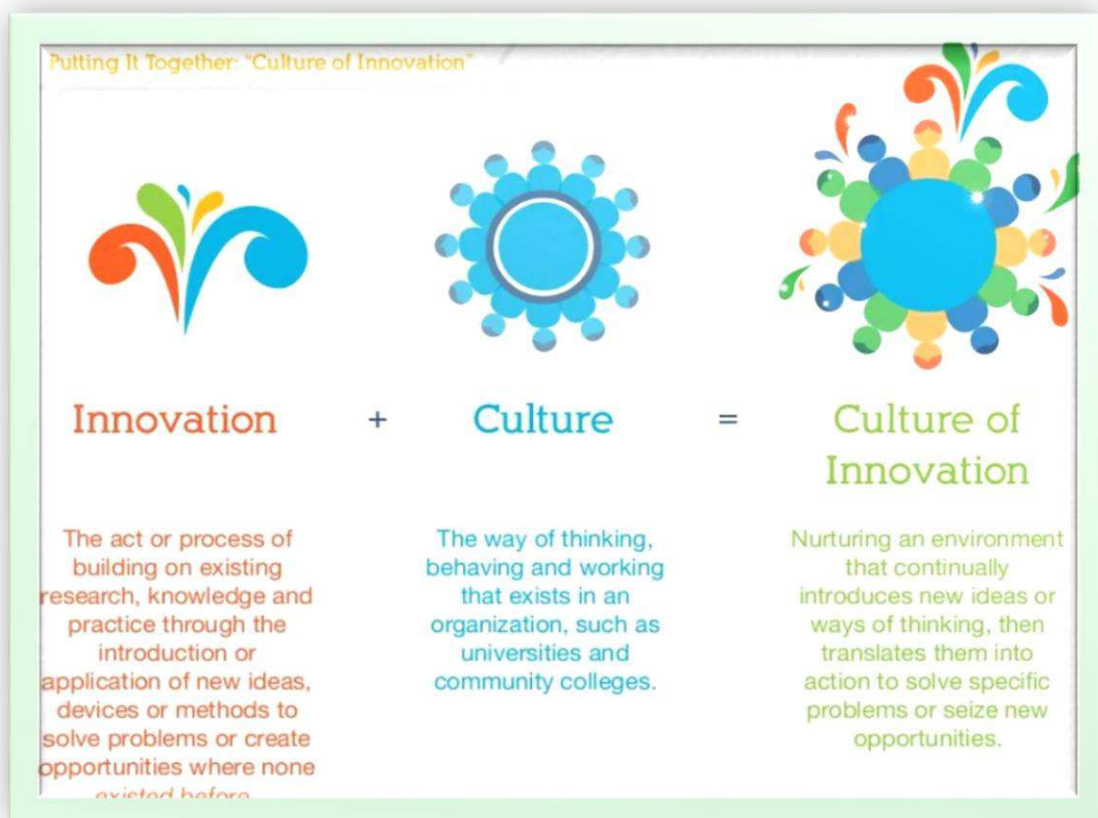 Putting It Together: "Culture of Innovation"
Innovation + Culture = Culture of
Innovation
The act or process of
building on existing
research, knowledge and
practice through the
introduction or
application of new ideas,
devices or methods to
solve problems or create
opportunities where none
existed before
The way of thinking,
behaving and working
that exists in an
organization, such as
universities and
community colleges.
Nurturing an environment
that continually
introduces new ideas or
ways of thinking, then
translates them into
action to solve specific
problems or seize new
opportunities.